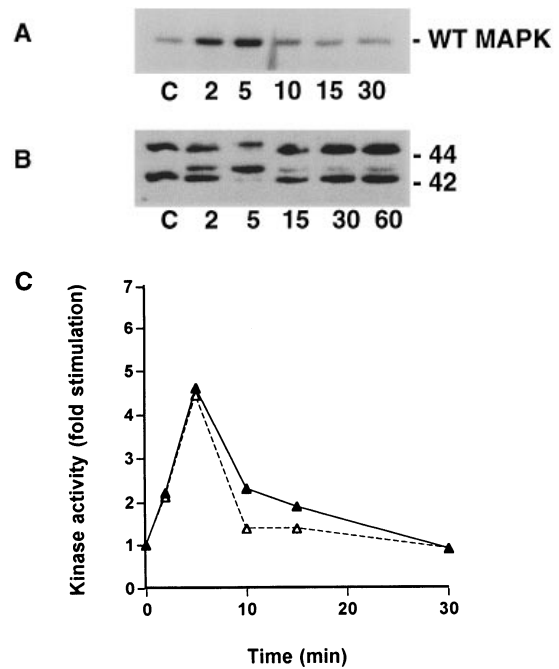 A
- WT MAPK
C 2 5 10 15 30
B
- 44
- 42
C 2 5 15 30 60
C
Kinase activity (fold stimulation)
7
6
5
4
3
2
1
0
0 10 20 30
Time (min)